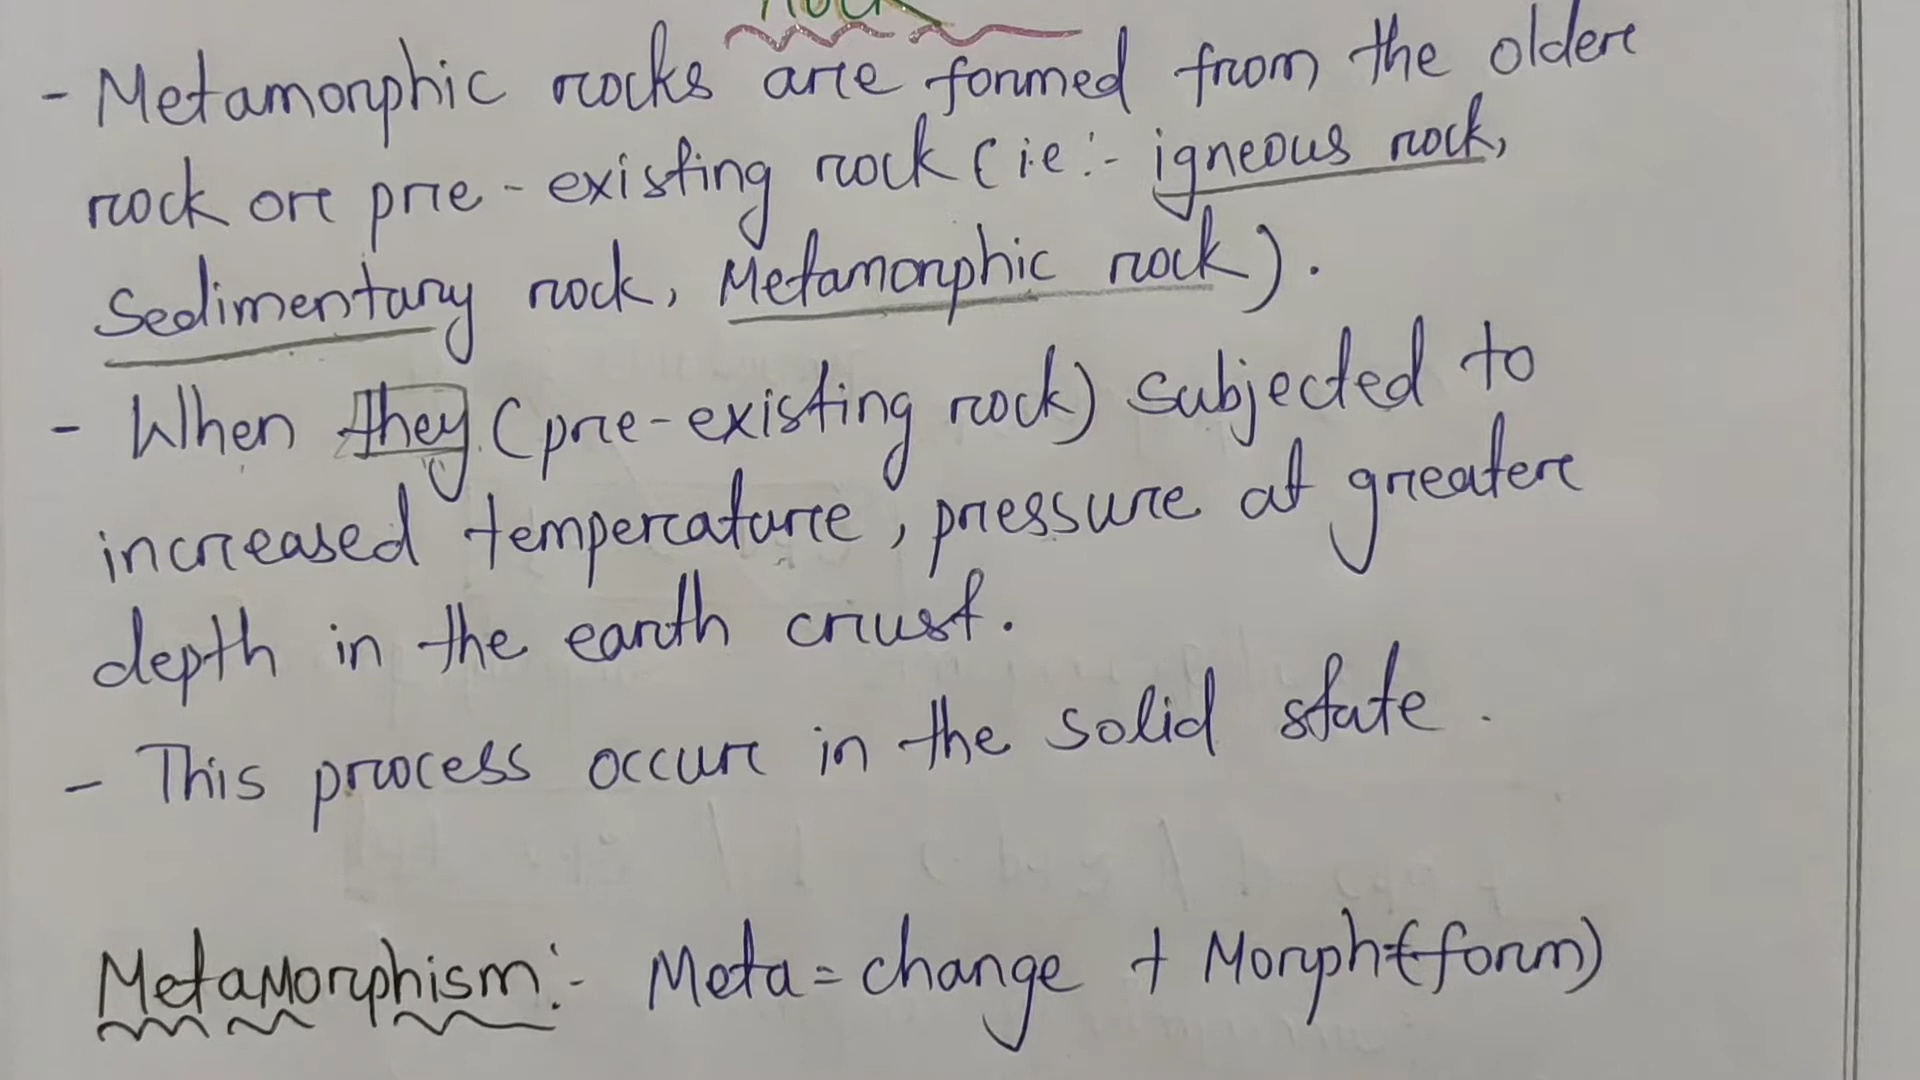 Rock
- Metamorphic rocks are formed from the older
rock or pre-existing rock (i.e:- igneous rock,
Sedimentary rock, Metamorphic rock).
- When they (pre-existing rock) subjected to
increased temperature, pressure at greater
depth in the earth crust.
- This process occure in the solid state.
Metamorphism:- Meta = change + Morph (form)